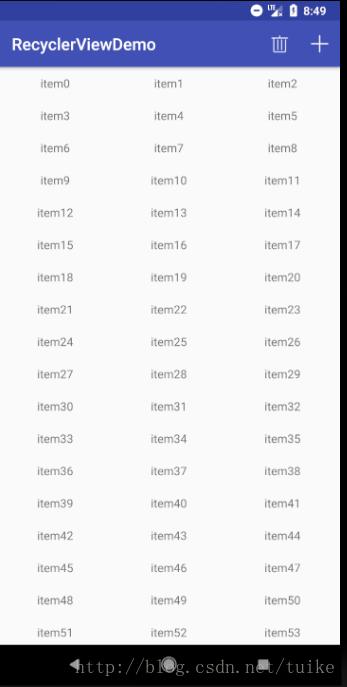 LTE 8:49
RecyclerViewDemo
item0 item1 item2
item3 item4 item5
item6 item7 item8
item9 item10 item11
item12 item13 item14
item15 item16 item17
item18 item19 item20
item21 item22 item23
item24 item25 item26
item27 item28 item29
item30 item31 item32
item33 item34 item35
item36 item37 item38
item39 item40 item41
item42 item43 item44
item45 item46 item47
item48 item49 item50
item51 item52 item53
http://blog.csdn.net/tuike